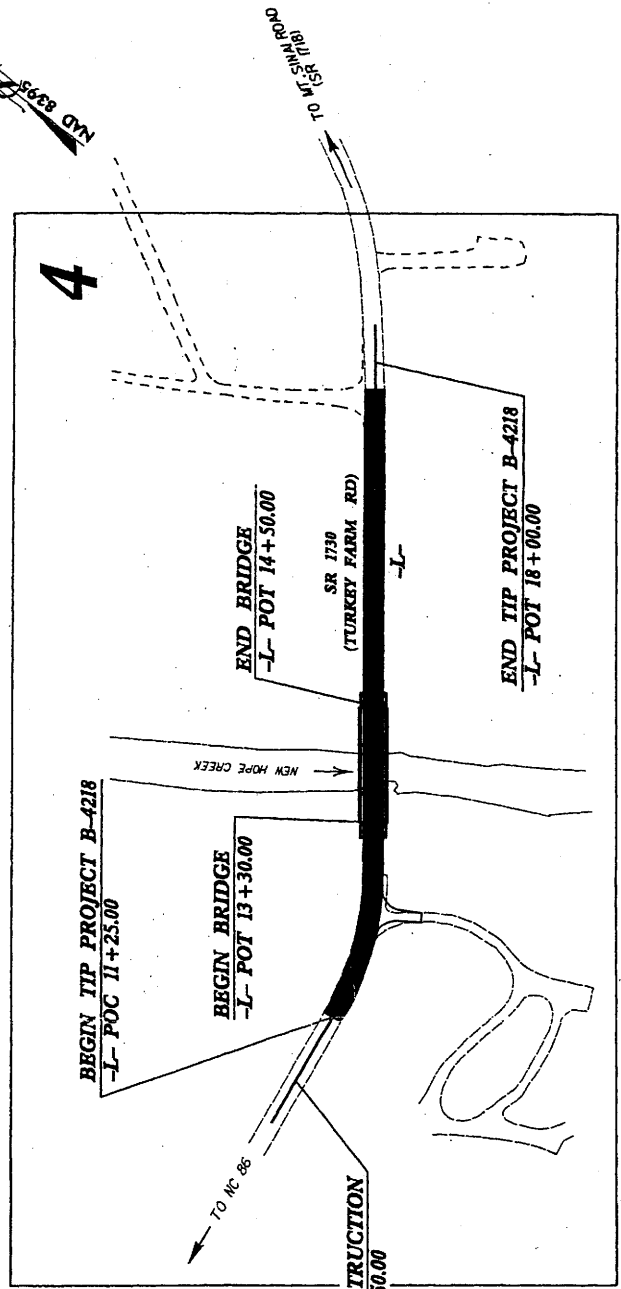 NAD 83/95
TO MT. SINAI ROAD
(SR 1718)
4
BEGIN TIP PROJECT B-4218
-L- POC 11+25.00
BEGIN BRIDGE
-L- POT 13+30.00
END BRIDGE
-L- POT 14+50.00
NEW HOPE CREEK
SR 1730
(TURKEY FARM RD)
-L-
END TIP PROJECT B-4218
-L- POT 18+00.00
TO NC 86
TRUCTION